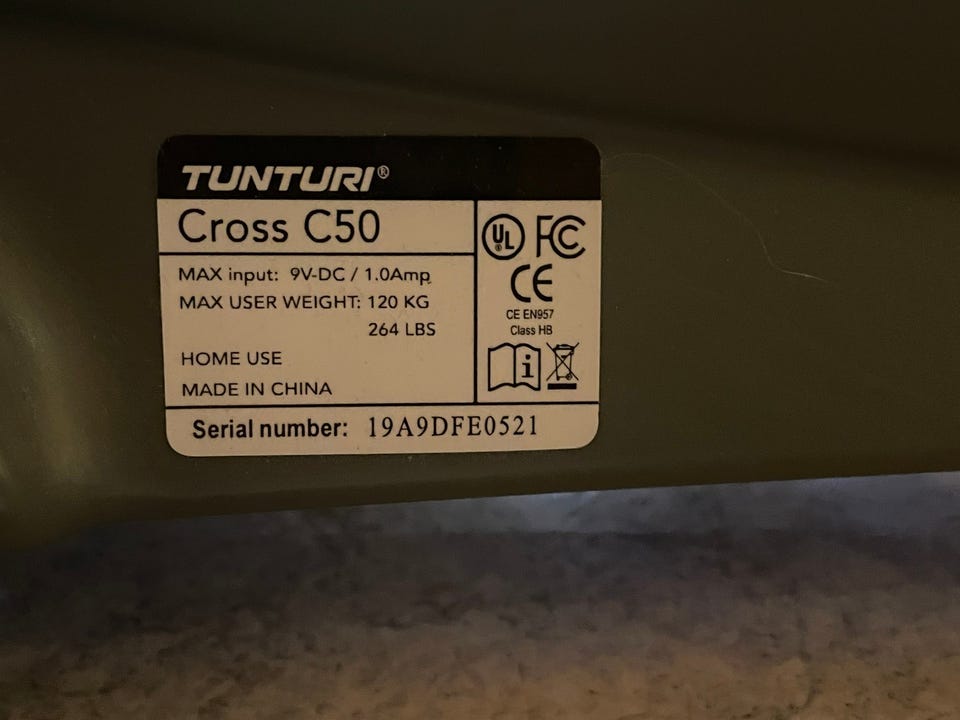 TUNTURI®
Cross C50
MAX input: 9V-DC / 1.0Amp
MAX USER WEIGHT: 120 KG
264 LBS
HOME USE
MADE IN CHINA
UL
FC
CE
CE EN957
Class HB
i
Serial number: 19A9DFE0521